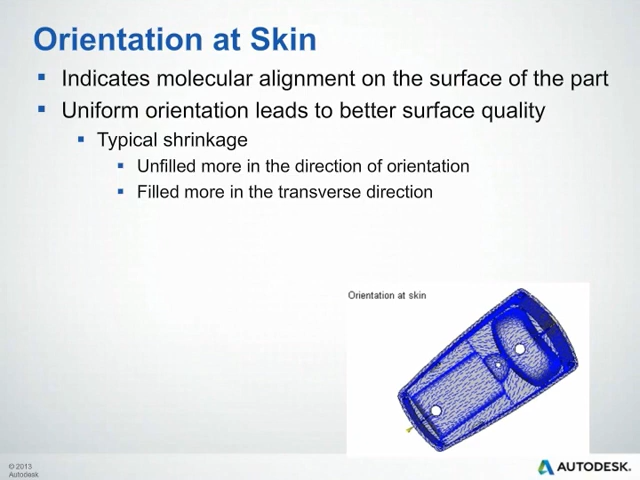 Orientation at Skin
Indicates molecular alignment on the surface of the part
Uniform orientation leads to better surface quality
Typical shrinkage
Unfilled more in the direction of orientation
Filled more in the transverse direction
Orientation at skin
© 2013
Autodesk
AUTODESK.